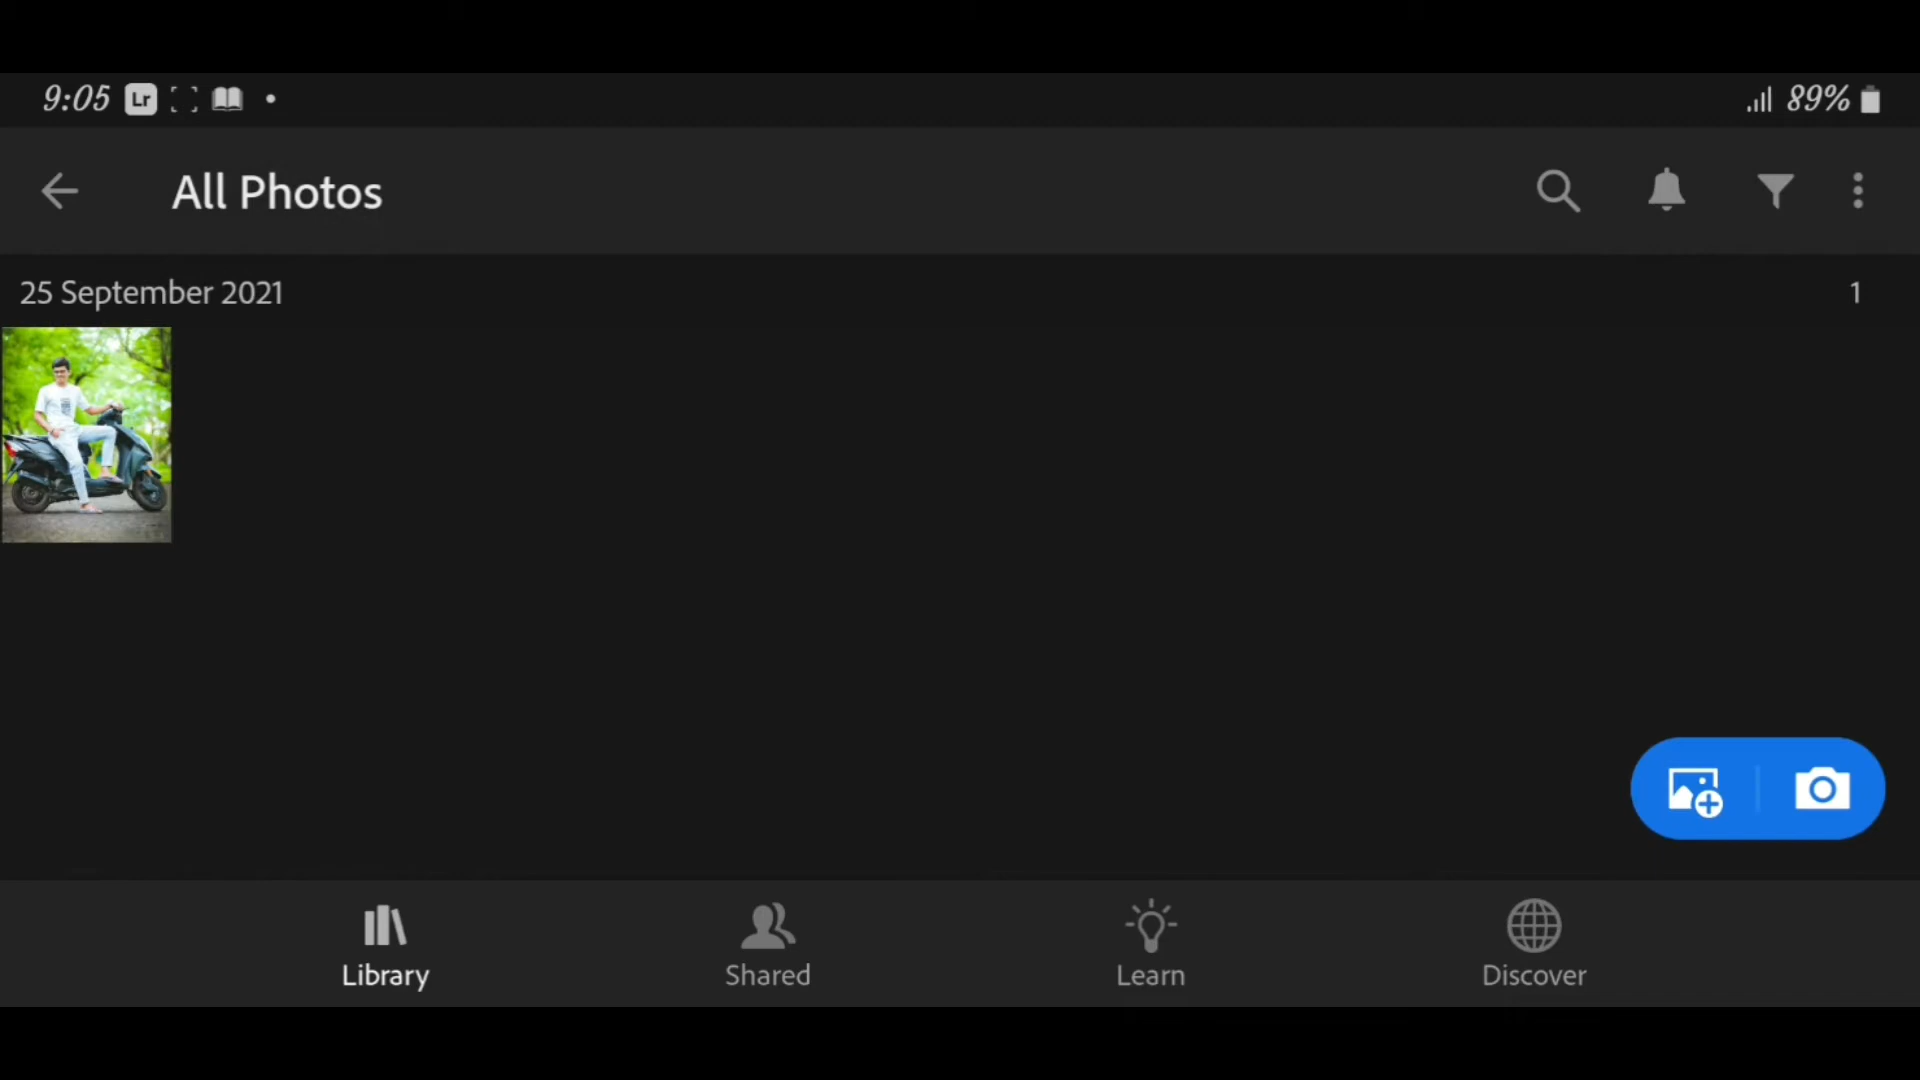 9:05 Lr 89%
All Photos
25 September 2021 1
Library Shared Learn Discover